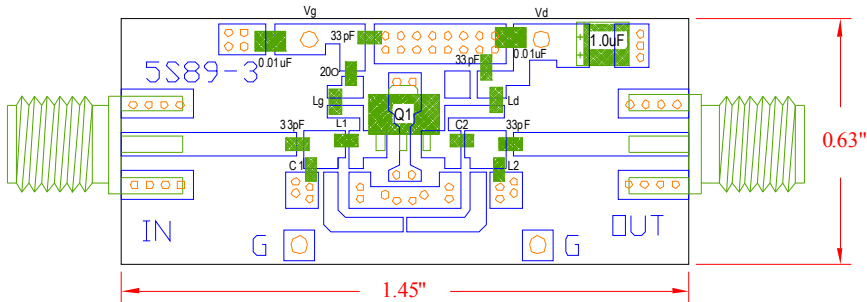 Vg
Vd
33pF
1.0uF
0.01uF
33pF
0.01uF
5S89-3
20O
Lg
Ld
Q1
L1
C2
33pF
33pF
0.63"
C1
L2
IN
G
G
OUT
1.45"